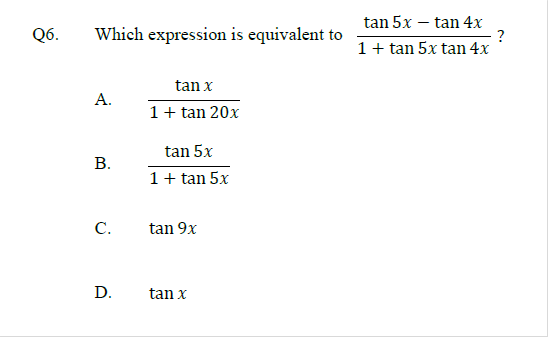 Q6. Which expression is equivalent to (tan 5x − tan 4x)/(1 + tan 5x tan 4x) ?
A. (tan x)/(1 + tan 20x)
B. (tan 5x)/(1 + tan 5x)
C. tan 9x
D. tan x